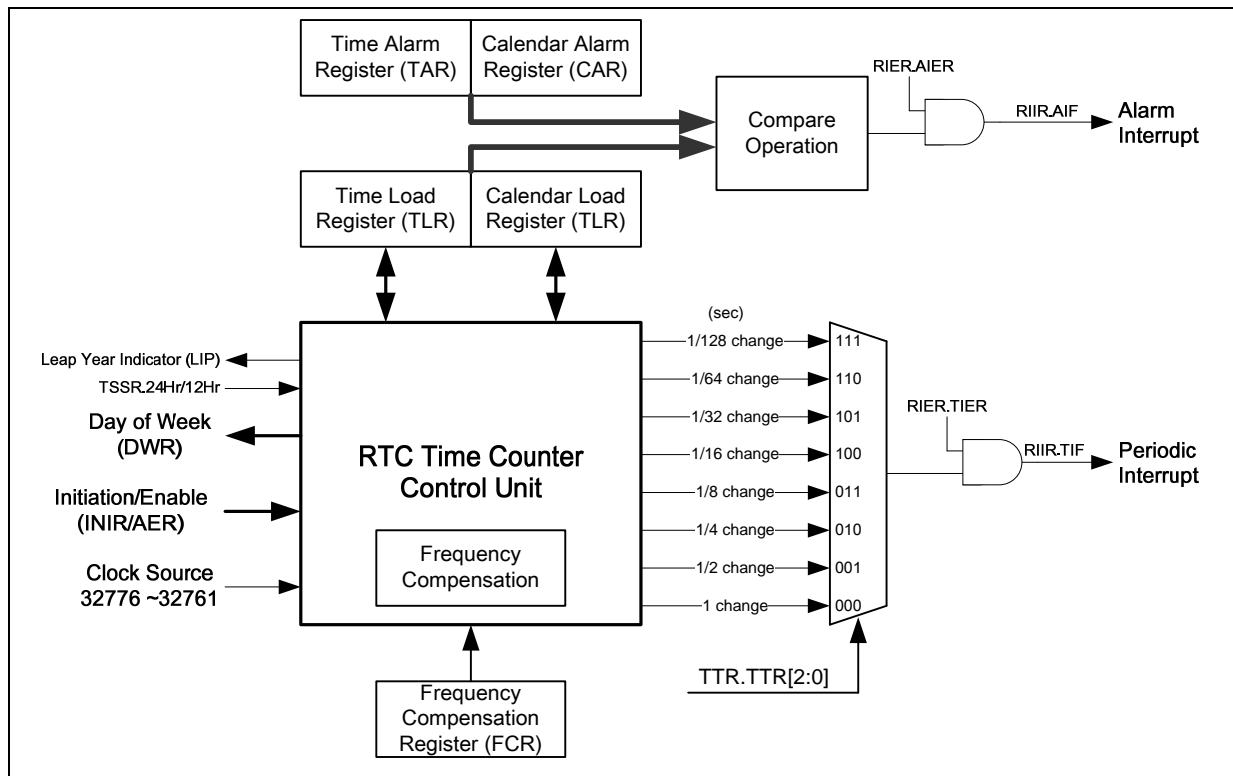 Time Alarm
Register (TAR)
Calendar Alarm
Register (CAR)
Compare
Operation
RIER.AIER
RIIR.AIF
Alarm
Interrupt
Time Load
Register (TLR)
Calendar Load
Register (TLR)
Leap Year Indicator (LIP)
TSSR.24Hr/12Hr
Day of Week
(DWR)
Initiation/Enable
(INIR/AER)
Clock Source
32776 ~32761
RTC Time Counter
Control Unit
Frequency
Compensation
Frequency
Compensation
Register (FCR)
(sec)
1/128 change
111
1/64 change
110
1/32 change
101
1/16 change
100
1/8 change
011
1/4 change
010
1/2 change
001
1 change
000
TTR.TTR[2:0]
RIER.TIER
RIIR.TIF
Periodic
Interrupt